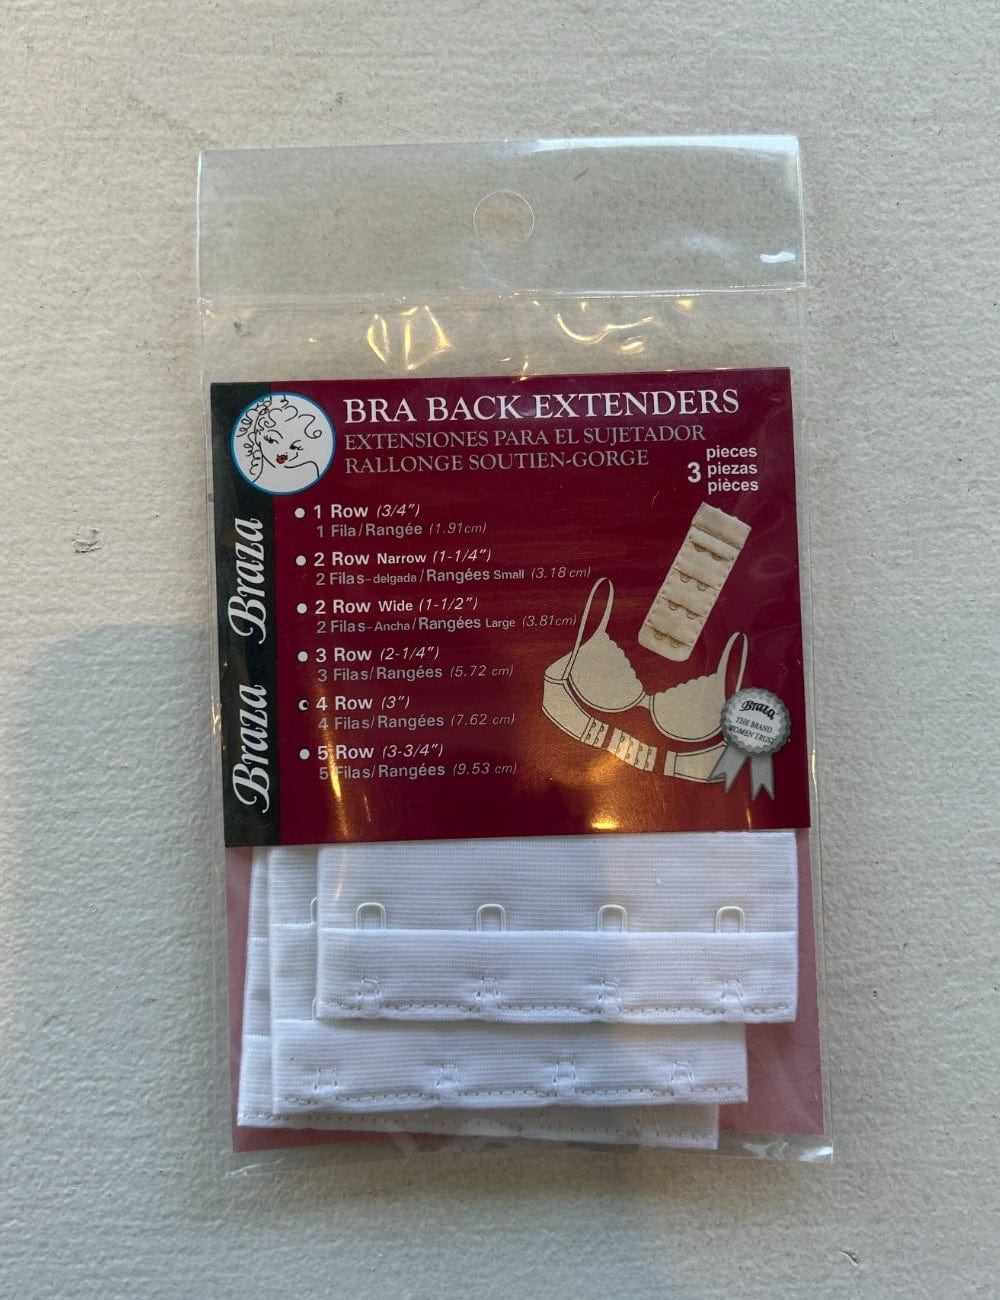 BRA BACK EXTENDERS
EXTENSIONES PARA EL SUJETADOR
RALLONGE SOUTIEN-GORGE
3 pieces
piezas
pièces
1 Row (3/4")
1 Fila/Rangée (1.91cm)
2 Row Narrow (1-1/4")
2 Filas-delgada/Rangées Small (3.18 cm)
2 Row Wide (1-1/2")
2 Filas-Ancha/Rangées Large (3.81cm)
3 Row (2-1/4")
3 Filas/Rangées (5.72 cm)
4 Row (3")
4 Filas/Rangées (7.62 cm)
5 Row (3-3/4")
5 Filas/Rangées (9.53 cm)
Braza Braza
Braza
THE BRAND
WOMEN TRUST